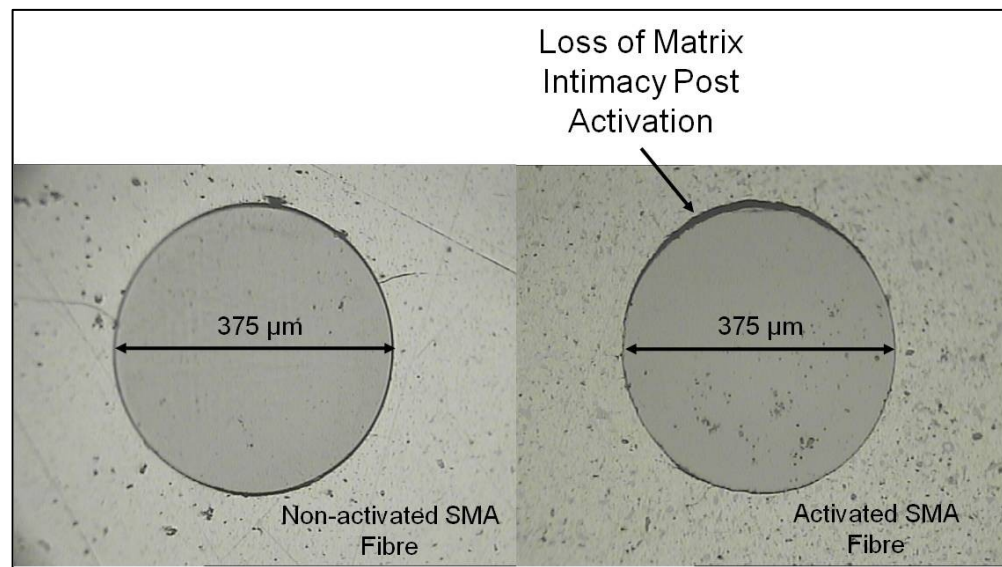 Loss of Matrix
Intimacy Post
Activation
375 µm
375 µm
Non-activated SMA
Fibre
Activated SMA
Fibre